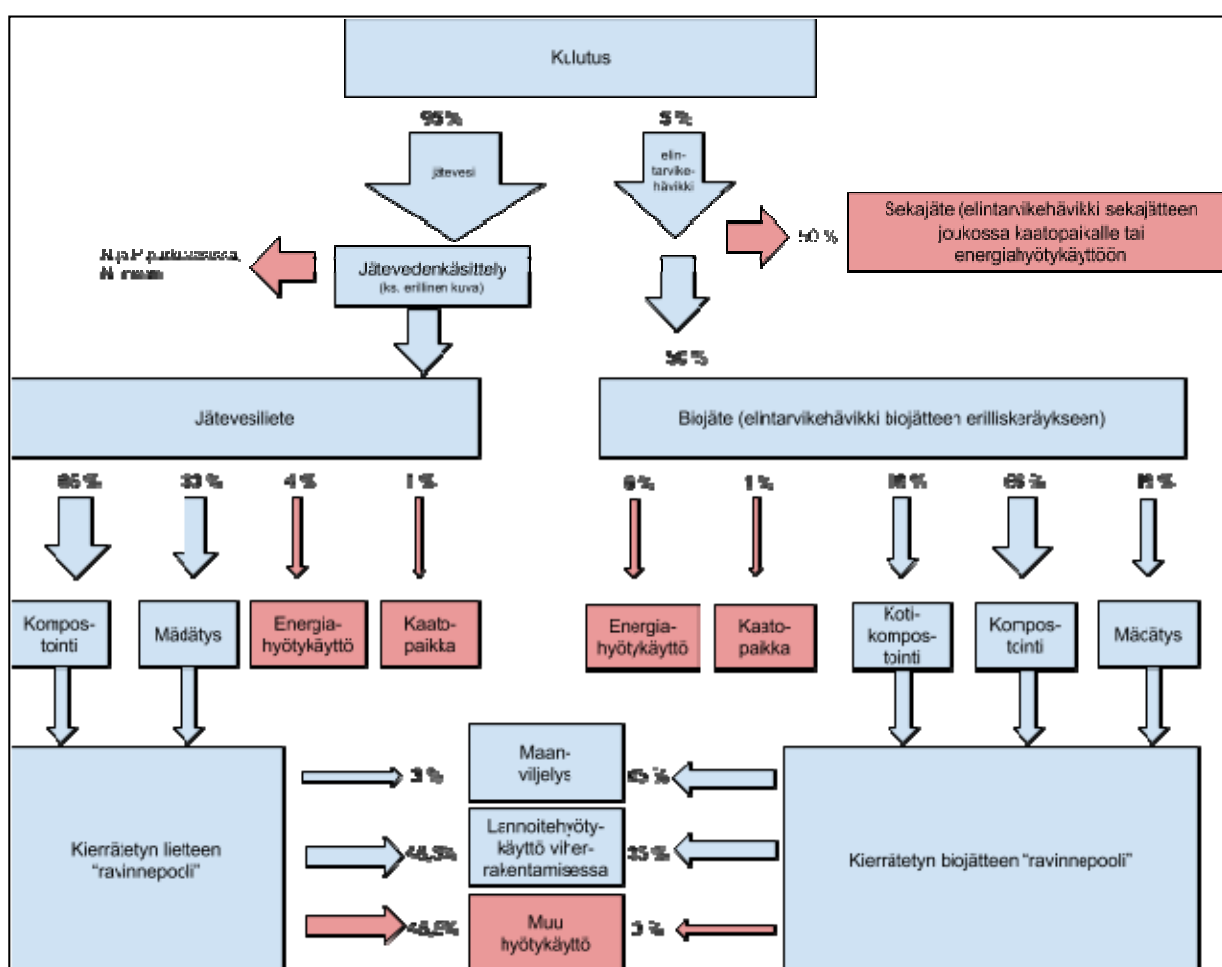 Kulutus
95 %
5 %
jätevesi
elin-
tarvike-
hävikki
Sekajäte (elintarvikehävikki sekajätteen
joukossa kaatopaikalle tai
energiahyötykäyttöön
50 %
Jätevedenkäsittely
(ks. erillinen kuva)
50 %
Jätevesiliete
Biojäte (elintarvikehävikki biojätteen erilliskeräykseen)
4 %
1 %
1 %
Kompos-
tointi
Mädätys
Energia-
hyötykäyttö
Kaato-
paikka
Energia-
hyötykäyttö
Kaato-
paikka
Koti-
kompos-
tointi
Kompos-
tointi
Mädätys
Kierrätetyn lietteen
"ravinnepooli"
3 %
Maan-
viljelys
Lannoitehyöty-
käyttö viher-
rakentamisessa
35 %
Muu
hyötykäyttö
Kierrätetyn biojätteen "ravinnepooli"